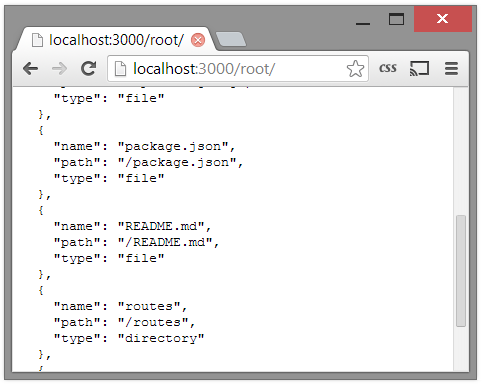 localhost:3000/root/
localhost:3000/root/
css
"type": "file"
},
{
"name": "package.json",
"path": "/package.json",
"type": "file"
},
{
"name": "README.md",
"path": "/README.md",
"type": "file"
},
{
"name": "routes",
"path": "/routes",
"type": "directory"
},